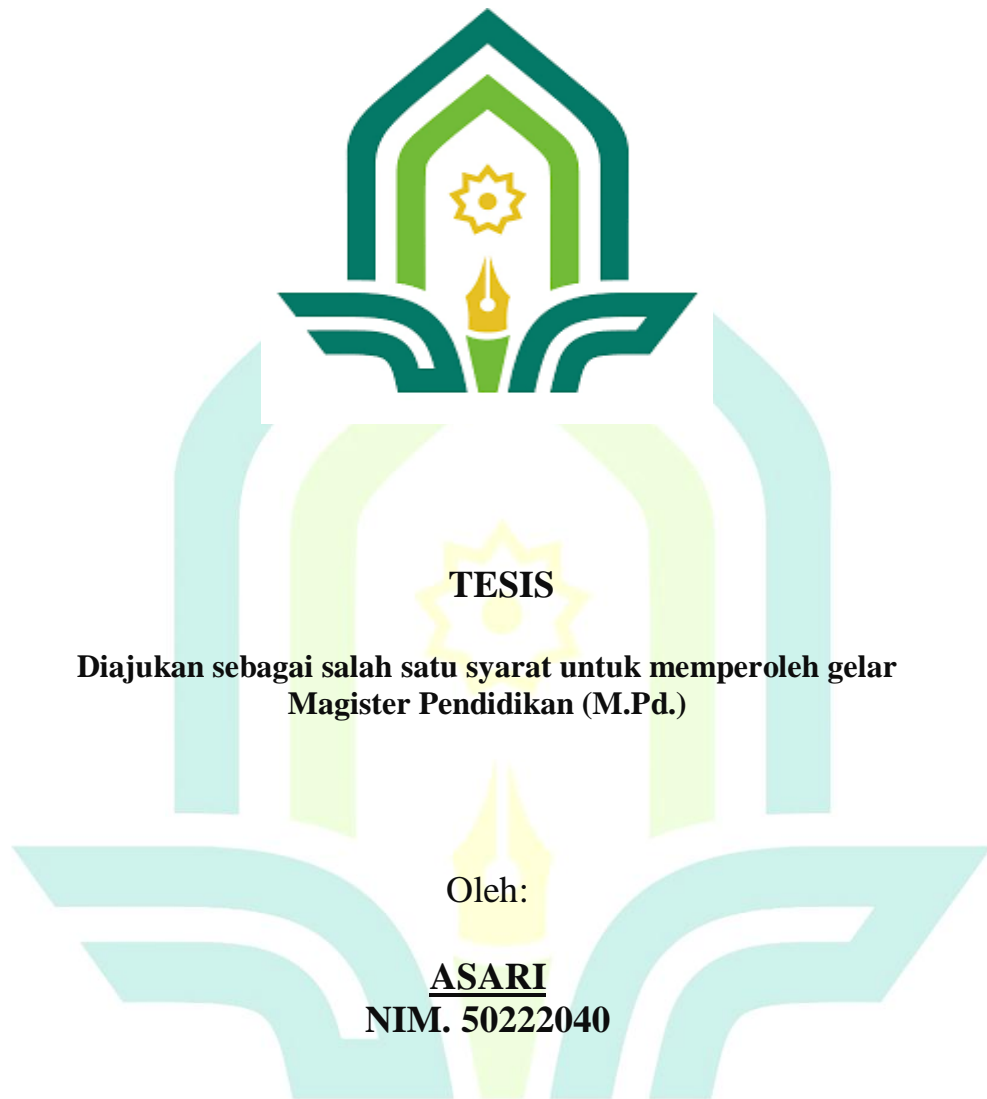 TESIS
Diajukan sebagai salah satu syarat untuk memperoleh gelar
Magister Pendidikan (M.Pd.)
Oleh:
ASARI
NIM. 50222040